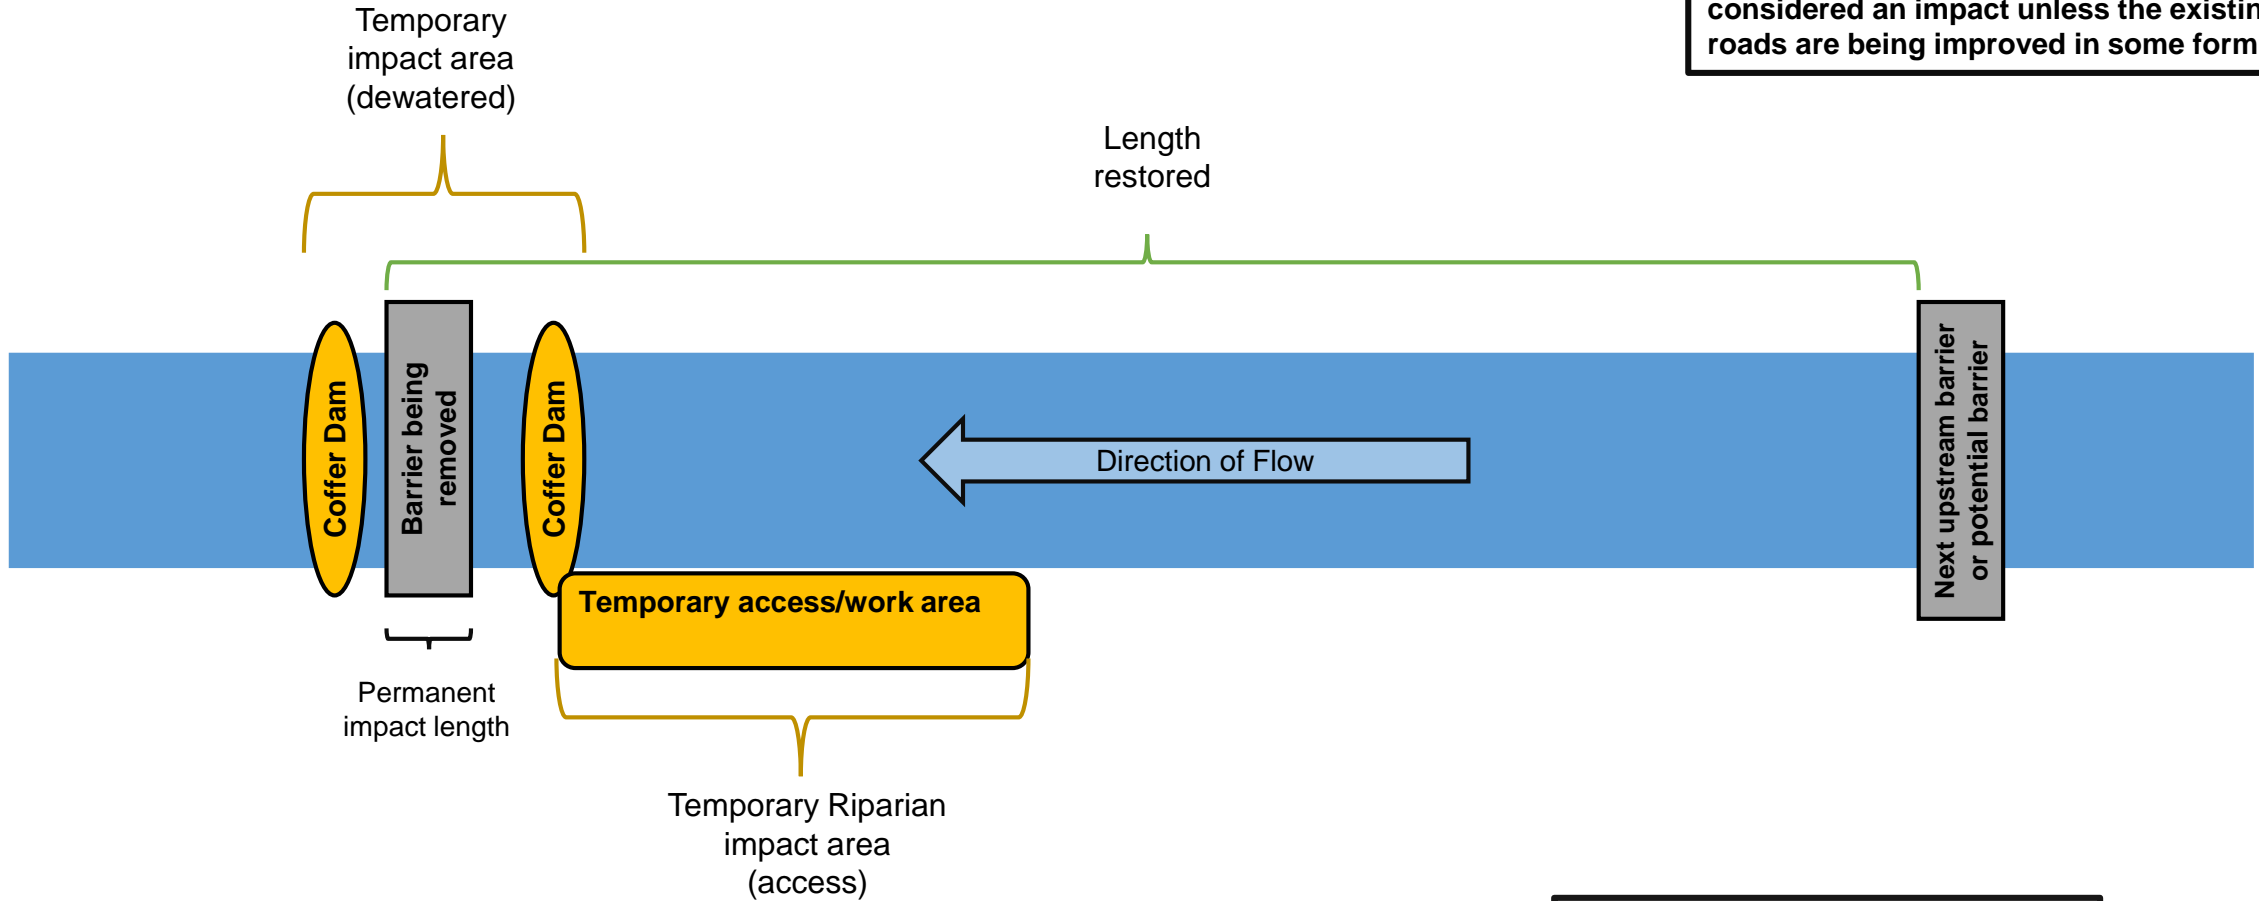 considered an impact unless the existin
roads are being improved in some form
Temporary
impact area
(dewatered)
Length
restored
Coffer Dam
Barrier being
removed
Coffer Dam
Direction of Flow
Next upstream barrier
or potential barrier
Temporary access/work area
Permanent
impact length
Temporary Riparian
impact area
(access)